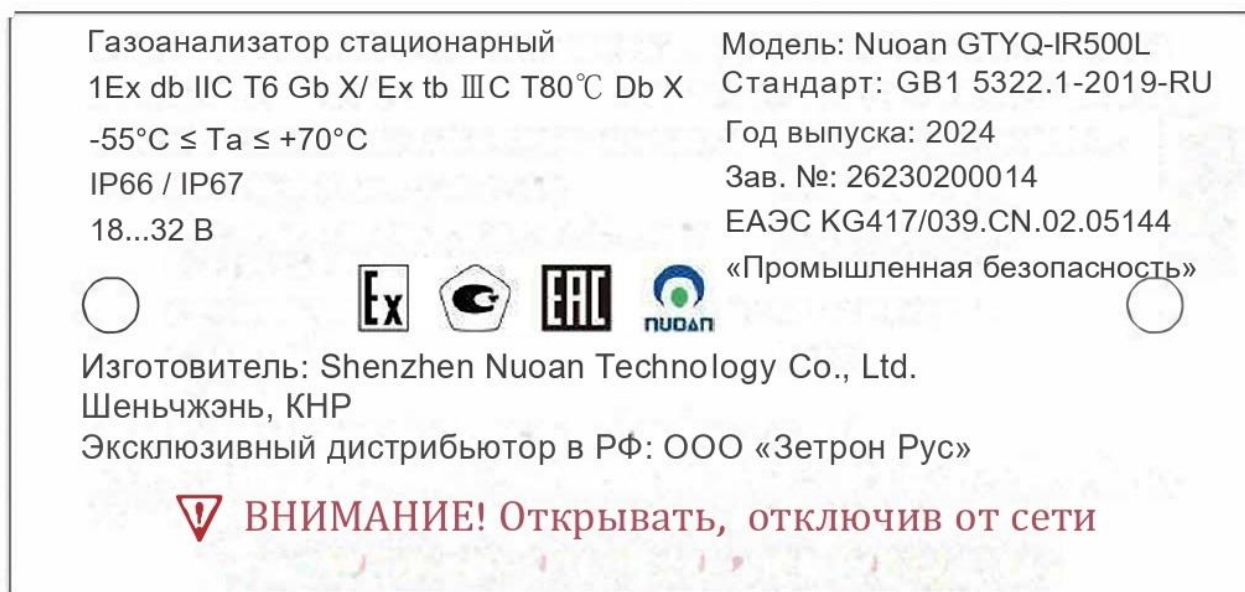 Газоанализатор стационарный
1Ex db IIC T6 Gb X/ Ex tb ⅢC T80℃ Db X
-55°C ≤ Ta ≤ +70°C
IP66 / IP67
18...32 В
Модель: Nuoan GTYQ-IR500L
Стандарт: GB1 5322.1-2019-RU
Год выпуска: 2024
Зав. №: 26230200014
ЕАЭС KG417/039.CN.02.05144
«Промышленная безопасность»
Ex
EAC
NUOAN
Изготовитель: Shenzhen Nuoan Technology Co., Ltd.
Шеньчжэнь, КНР
Эксклюзивный дистрибьютор в РФ: ООО «Зетрон Рус»
ВНИМАНИЕ! Открывать, отключив от сети